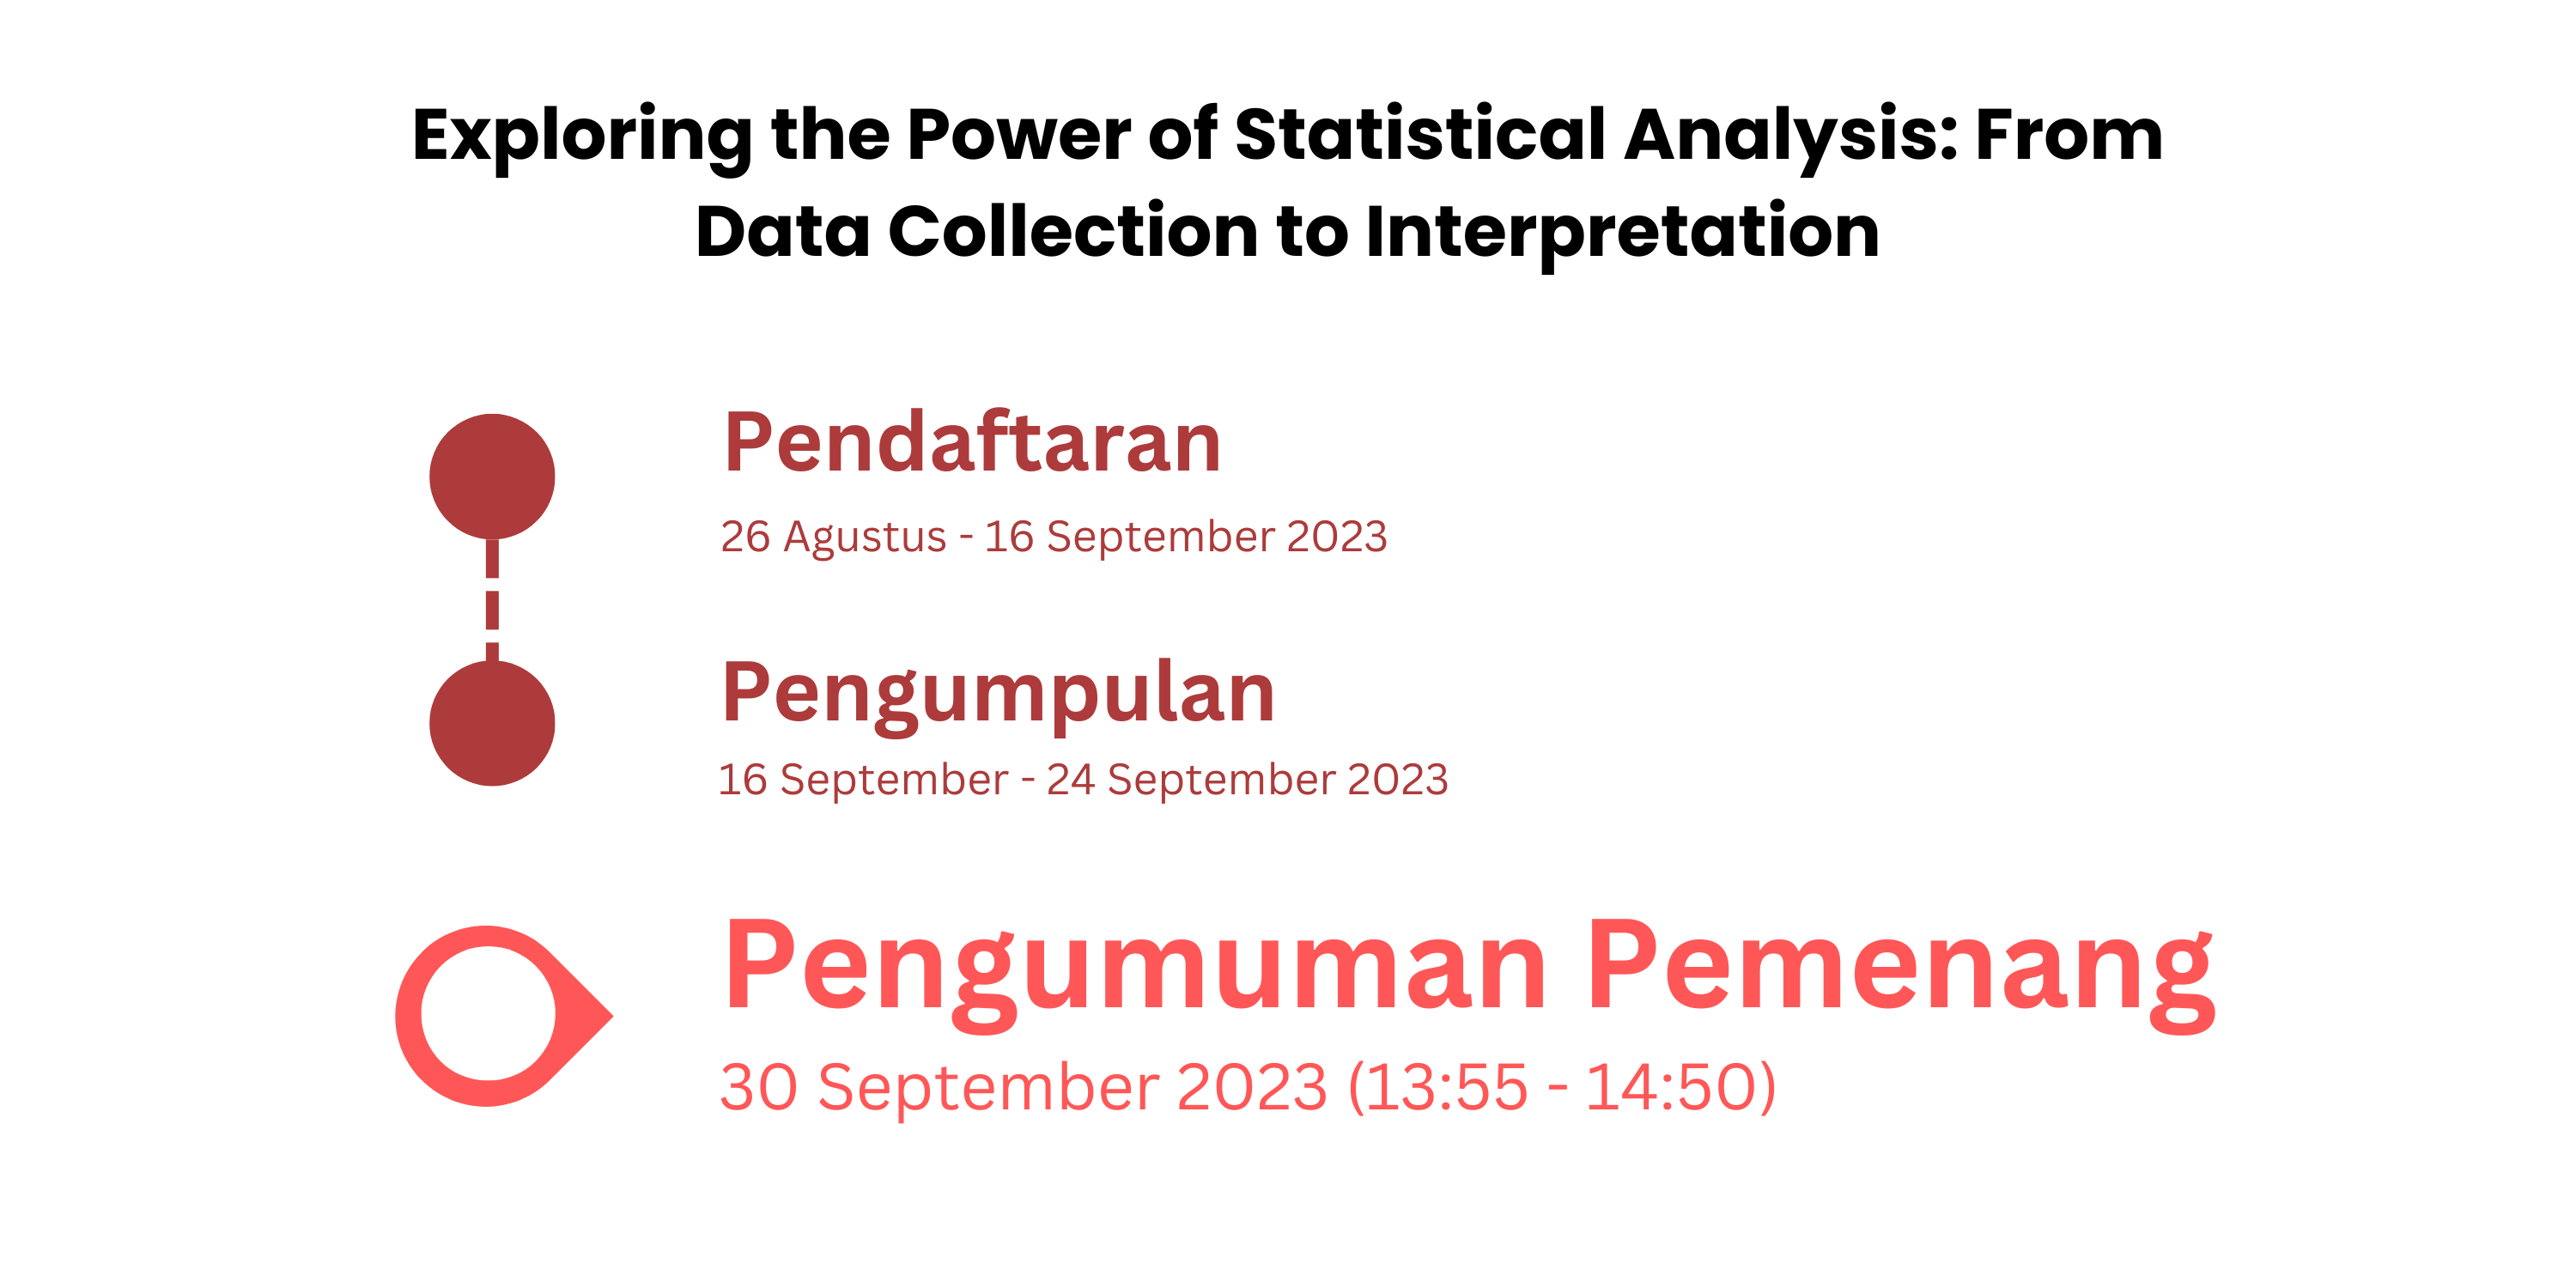 Exploring the Power of Statistical Analysis: From
Data Collection to Interpretation
Pendaftaran
26 Agustus - 16 September 2023
Pengumpulan
16 September - 24 September 2023
Pengumuman Pemenang
30 September 2023 (13:55 - 14:50)